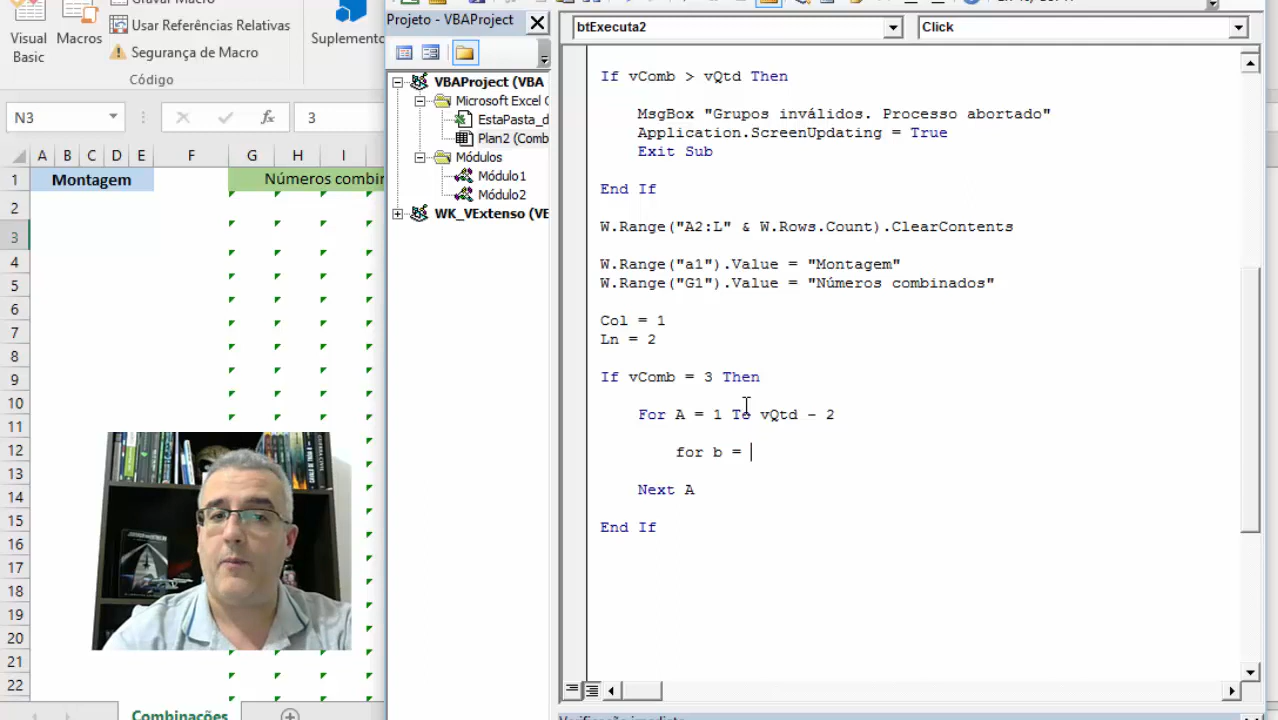 Gravar Macro
Usar Referências Relativas
Segurança de Macro
Visual Basic
Macros
Suplemento
Código
N3
3
A B C D E F G H I
1 Montagem Números combin
2
3
4
5
6
7
8
9
10
11
12
13
14
15
16
17
18
19
20
21
22
Combinações
Projeto - VBAProject
VBAProject (VBA
Microsoft Excel O
EstaPasta_d
Plan2 (Comb
Módulos
Módulo1
Módulo2
WK_VExtenso (VE
btExecuta2
Click
If vComb > vQtd Then
MsgBox "Grupos inválidos. Processo abortado"
Application.ScreenUpdating = True
Exit Sub
End If
W.Range("A2:L" & W.Rows.Count).ClearContents
W.Range("a1").Value = "Montagem"
W.Range("G1").Value = "Números combinados"
Col = 1
Ln = 2
If vComb = 3 Then
For A = 1 To vQtd - 2
for b =
Next A
End If